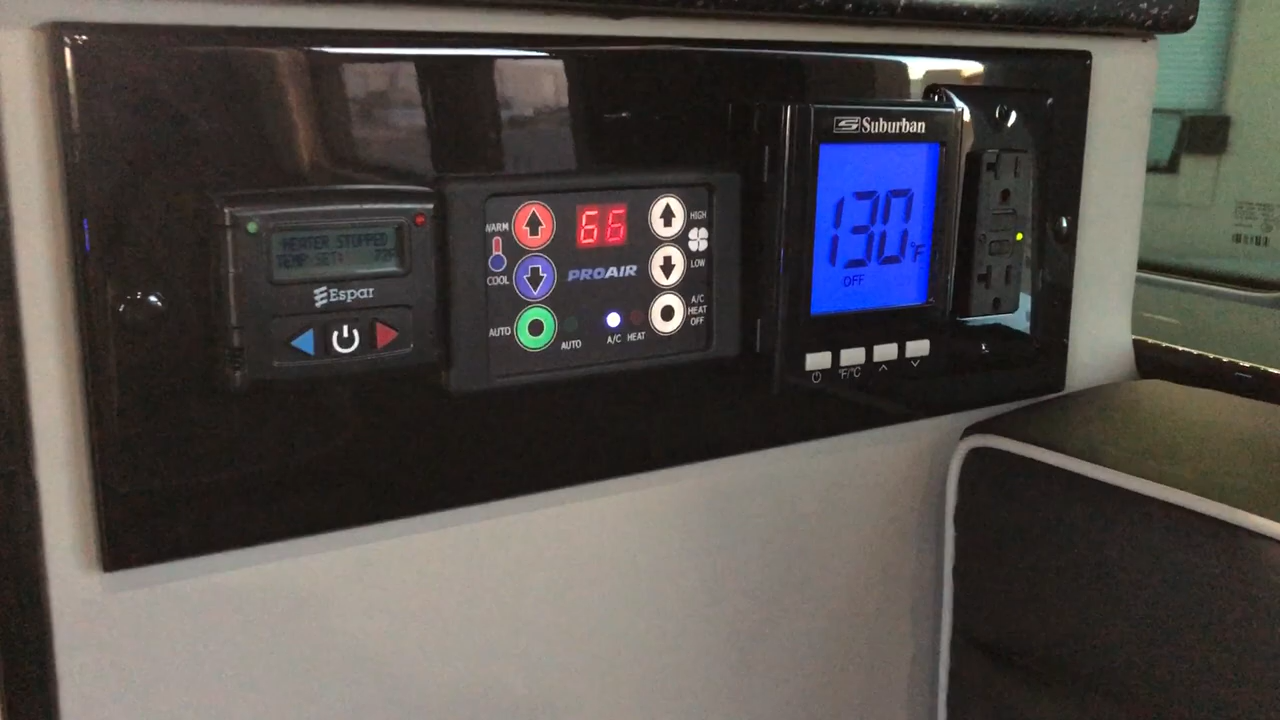 HEATER STOPPED
TEMP SET: 72F
Espar
WARM
COOL
AUTO
66
PROAIR
AUTO
A/C
HEAT
HIGH
LOW
A/C
HEAT
OFF
Suburban
130°F
OFF
°F/°C